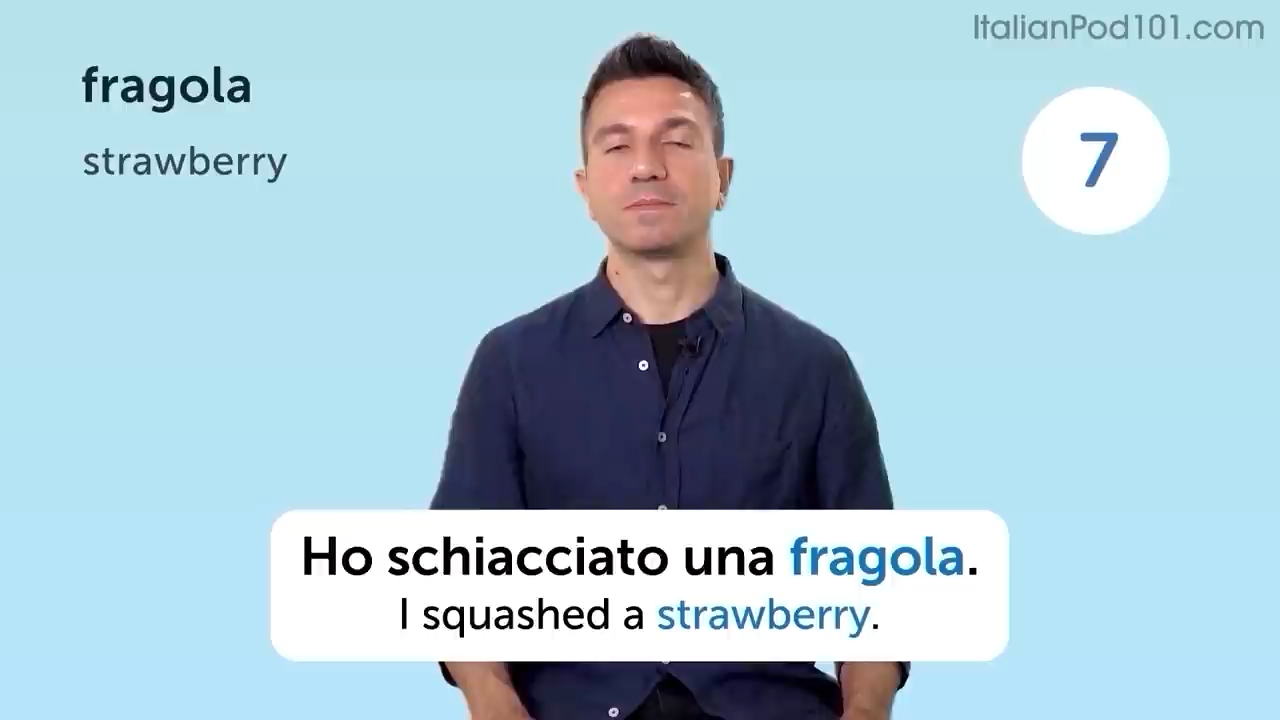 ItalianPod101.com
fragola
strawberry
7
Ho schiacciato una fragola.
I squashed a strawberry.